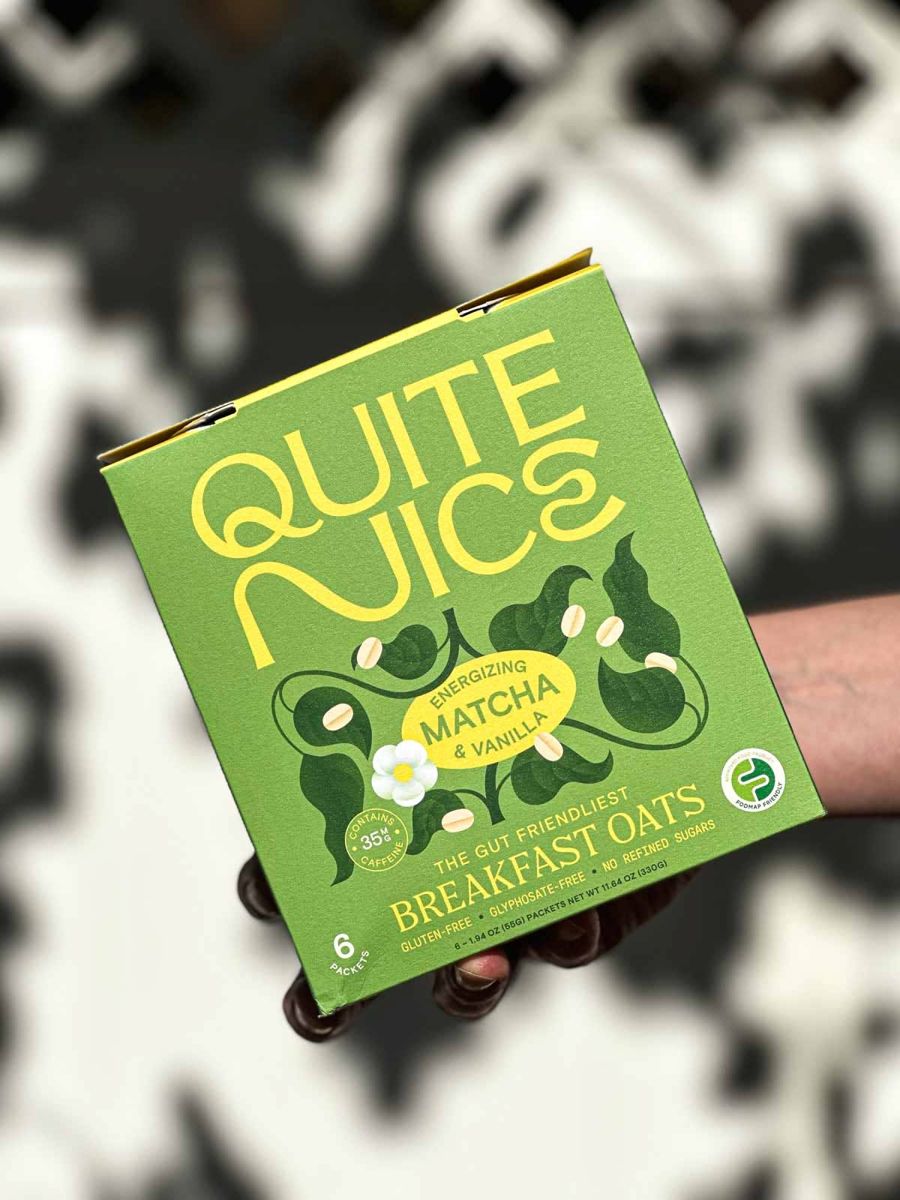 QUITE
NICE
ENERGIZING
MATCHA
& VANILLA
CONTAINS
35MG
CAFFEINE
THE GUT FRIENDLIEST
BREAKFAST OATS
GLUTEN-FREE • GLYPHOSATE-FREE • NO REFINED SUGARS
6 – 1.94 OZ (55G) PACKETS NET WT 11.64 OZ (330G)
6
PACKETS
FODMAP FRIENDLY